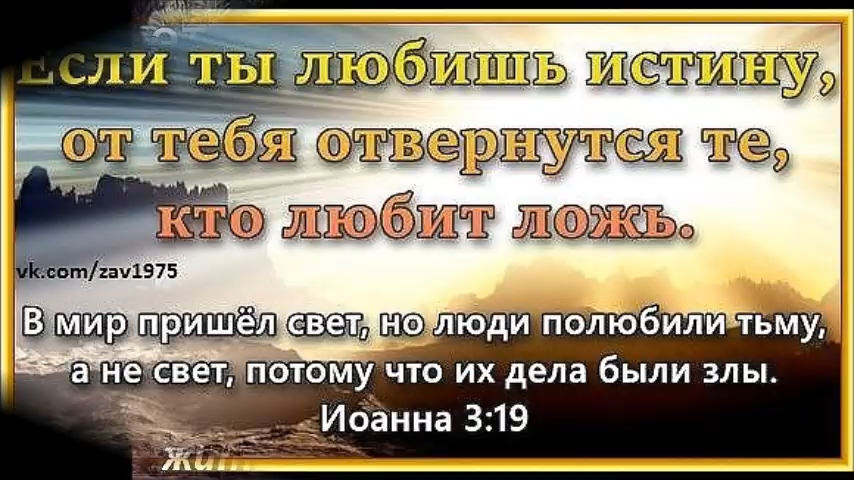 Если ты любишь истину,
от тебя отвернутся те,
кто любит ложь.
vk.com/zav1975
В мир пришёл свет, но люди полюбили тьму,
а не свет, потому что их дела были злы.
Иоанна 3:19